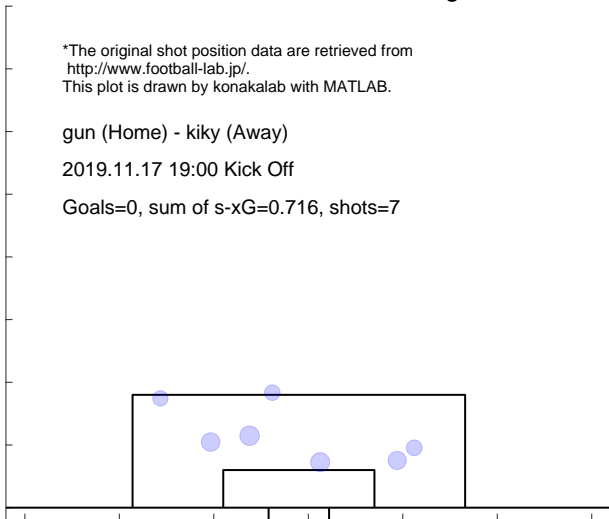 *The original shot position data are retrieved from
http://www.football-lab.jp/.
This plot is drawn by konakalab with MATLAB.
gun (Home) - kiky (Away)
2019.11.17 19:00 Kick Off
Goals=0, sum of s-xG=0.716, shots=7